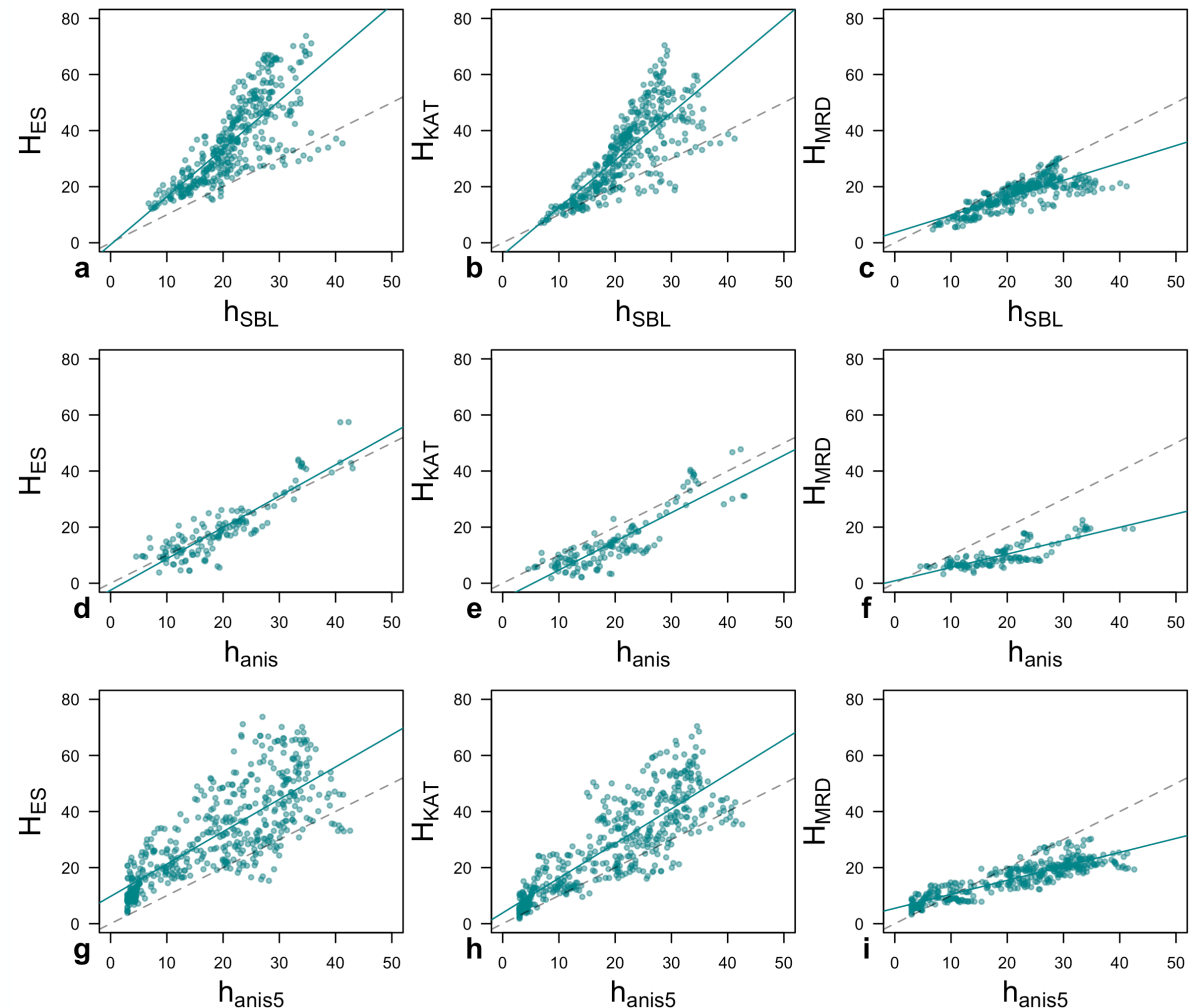 80 80 80
60 60 60
40 40 40
20 20 20
0 0 0
H_ES H_KAT H_MRD
a b c
0 10 20 30 40 50 0 10 20 30 40 50 0 10 20 30 40 50
h_SBL h_SBL h_SBL
80 80 80
60 60 60
40 40 40
20 20 20
0 0 0
H_ES H_KAT H_MRD
d e f
0 10 20 30 40 50 0 10 20 30 40 50 0 10 20 30 40 50
h_anis h_anis h_anis
80 80 80
60 60 60
40 40 40
20 20 20
0 0 0
H_ES H_KAT H_MRD
g h i
0 10 20 30 40 50 0 10 20 30 40 50 0 10 20 30 40 50
h_anis5 h_anis5 h_anis5